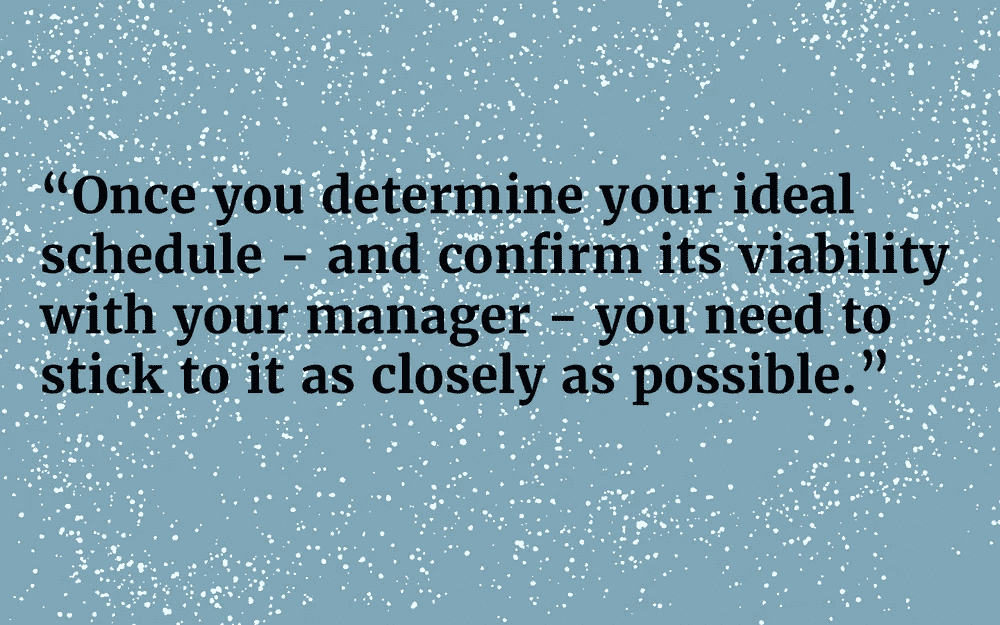 “Once you determine your ideal
schedule – and confirm its viability
with your manager – you need to
stick to it as closely as possible.”